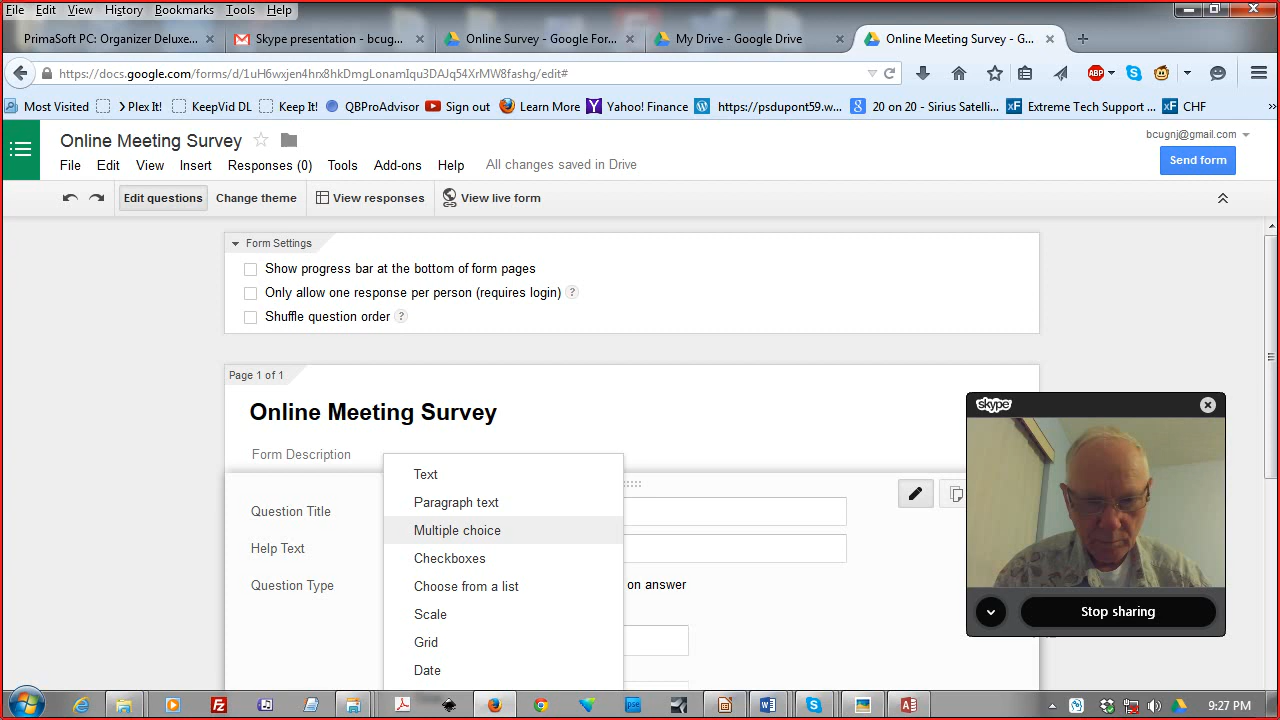 File Edit View History Bookmarks Tools Help
PrimaSoft PC: Organizer Deluxe... Skype presentation - bcug... Online Survey - Google For... My Drive - Google Drive Online Meeting Survey - G...
https://docs.google.com/forms/d/
ABP
Most Visited Plex It! KeepVid DL Keep It! QBProAdvisor Sign out Learn More Yahoo! Finance https://psdupont59.w... 20 on 20 - Sirius Satelli... Extreme Tech Support ... CHF
Online Meeting Survey
bcugnj@gmail.com
File Edit View Insert Responses (0) Tools Add-ons Help All changes saved in Drive
Send form
Edit questions Change theme View responses View live form
Form Settings
Show progress bar at the bottom of form pages
Only allow one response per person (requires login) ?
Shuffle question order ?
Page 1 of 1
Online Meeting Survey
Form Description
Question Title
Help Text
Question Type
Text
Paragraph text
Multiple choice
Checkboxes
Choose from a list
Scale
Grid
Date
on answer
skype
Stop sharing
9:27 PM